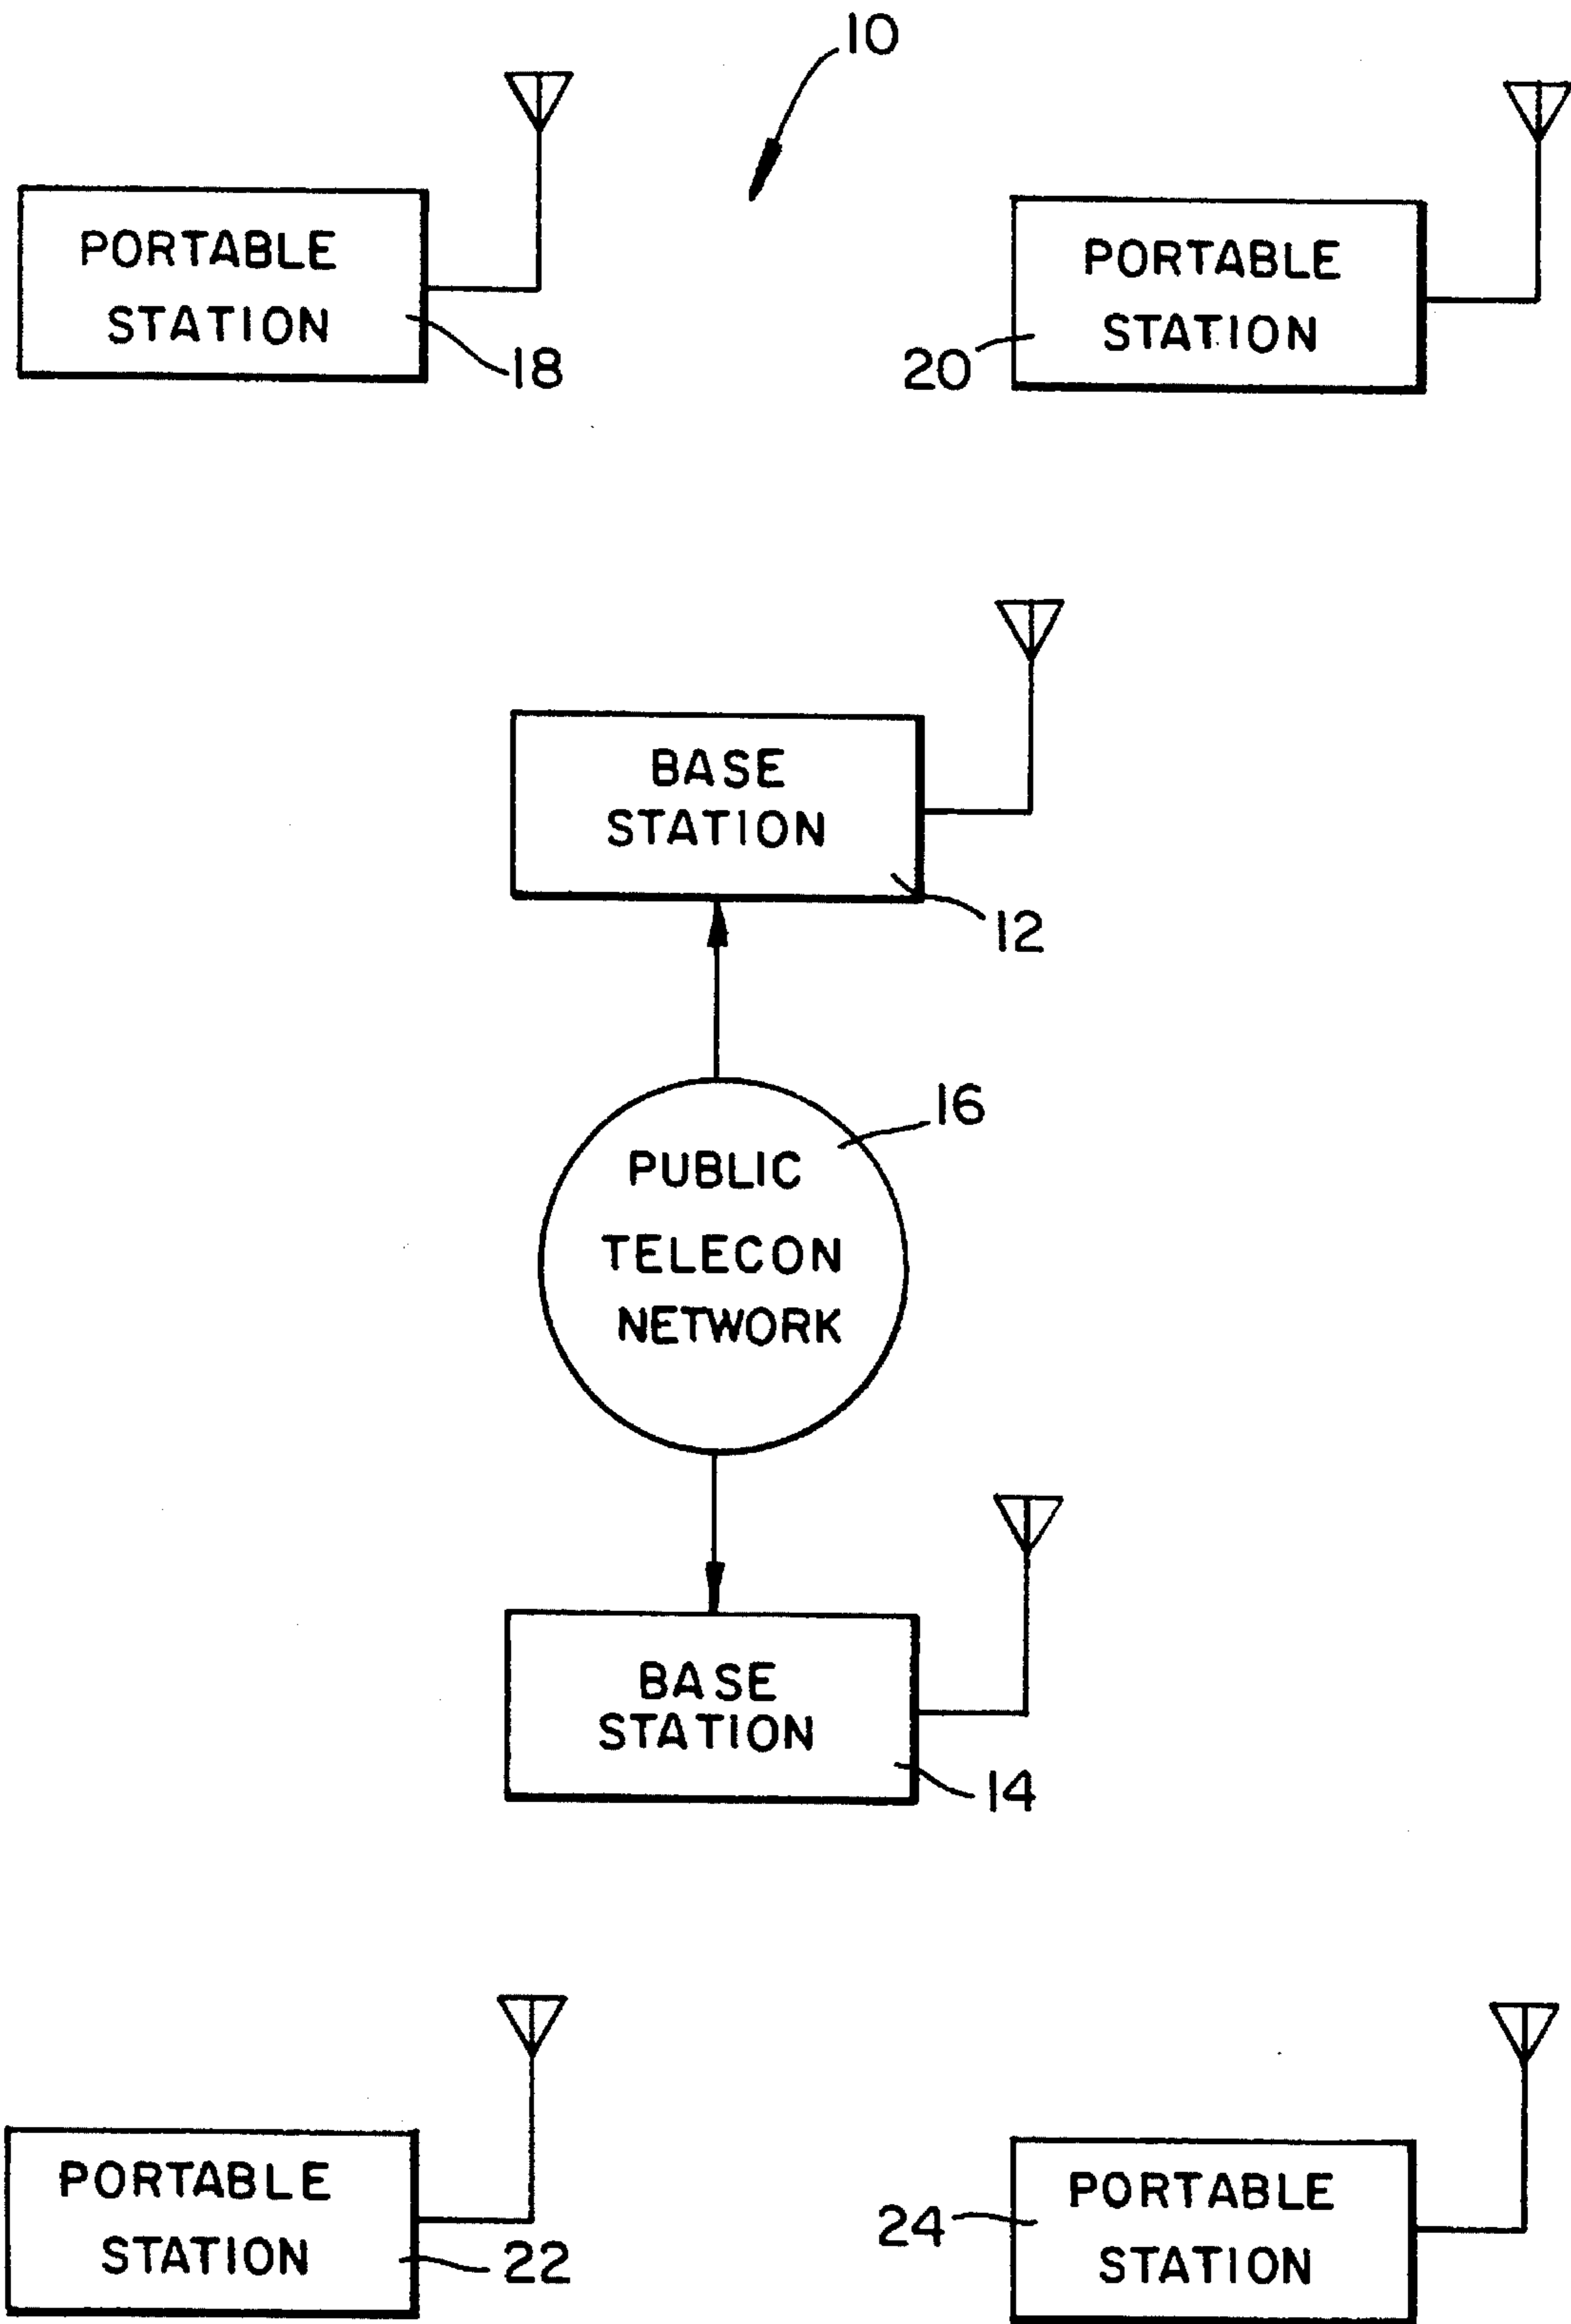 10
PORTABLE
STATION
18
PORTABLE
STATION
20
BASE
STATION
12
16
PUBLIC
TELECON
NETWORK
BASE
STATION
14
PORTABLE
STATION
22
PORTABLE
STATION
24